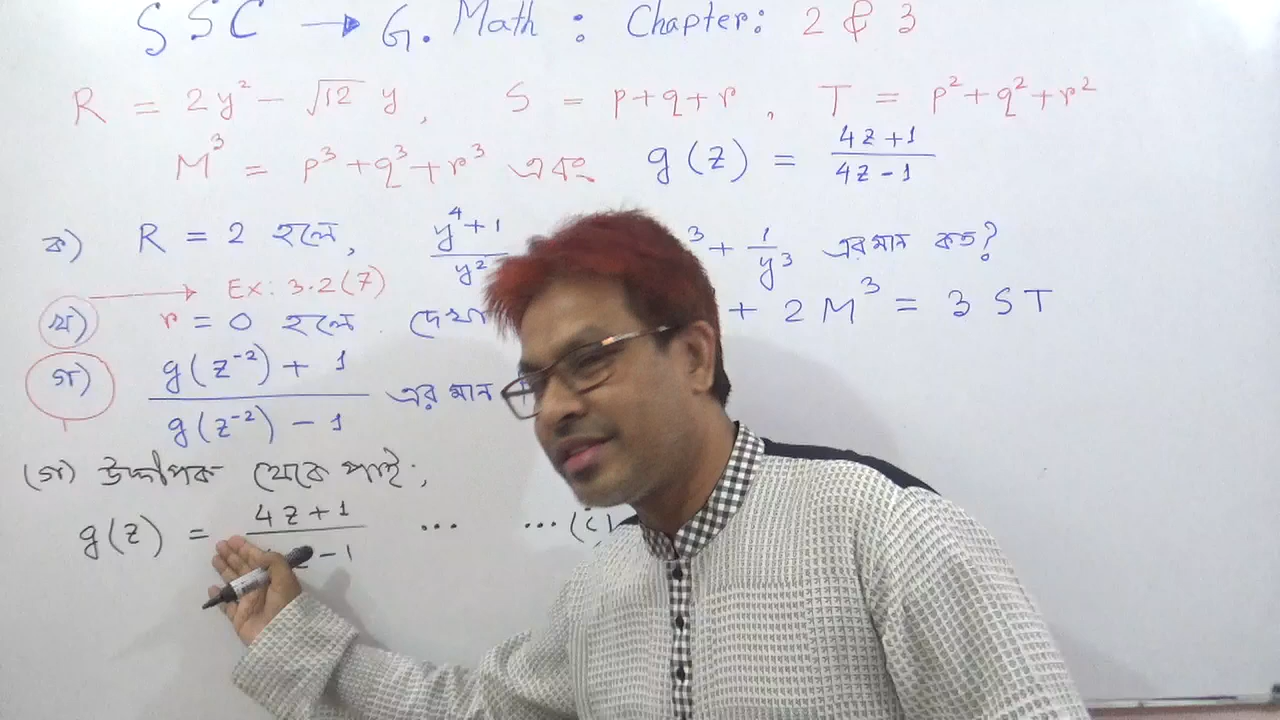 SSC → G. Math : Chapter: 2 & 3
R = 2y² − √12 y, S = p+q+r, T = p²+q²+r²
M³ = p³+q³+r³ এবং g(z) = (4z+1)/(4z-1)
ক) R = 2 হলে, (y⁴+1)/y² ³ + 1/y³ এর মান কত?
→ Ex: 3.2(7)
খ) r = 0 হলে + 2M³ = 3ST
গ) (g(z⁻²)+1)/(g(z⁻²)−1) এর মান
(গ) উদ্দীপক থেকে পাই,
g(z) = 4z+1 −1 ... ... (i)